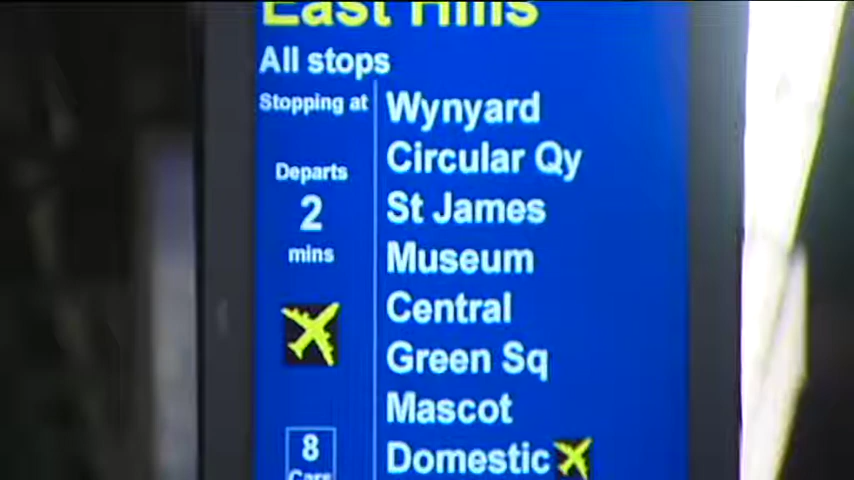 East Hills
All stops
Stopping at
Departs
2
mins
8
Cars
Wynyard
Circular Qy
St James
Museum
Central
Green Sq
Mascot
Domestic